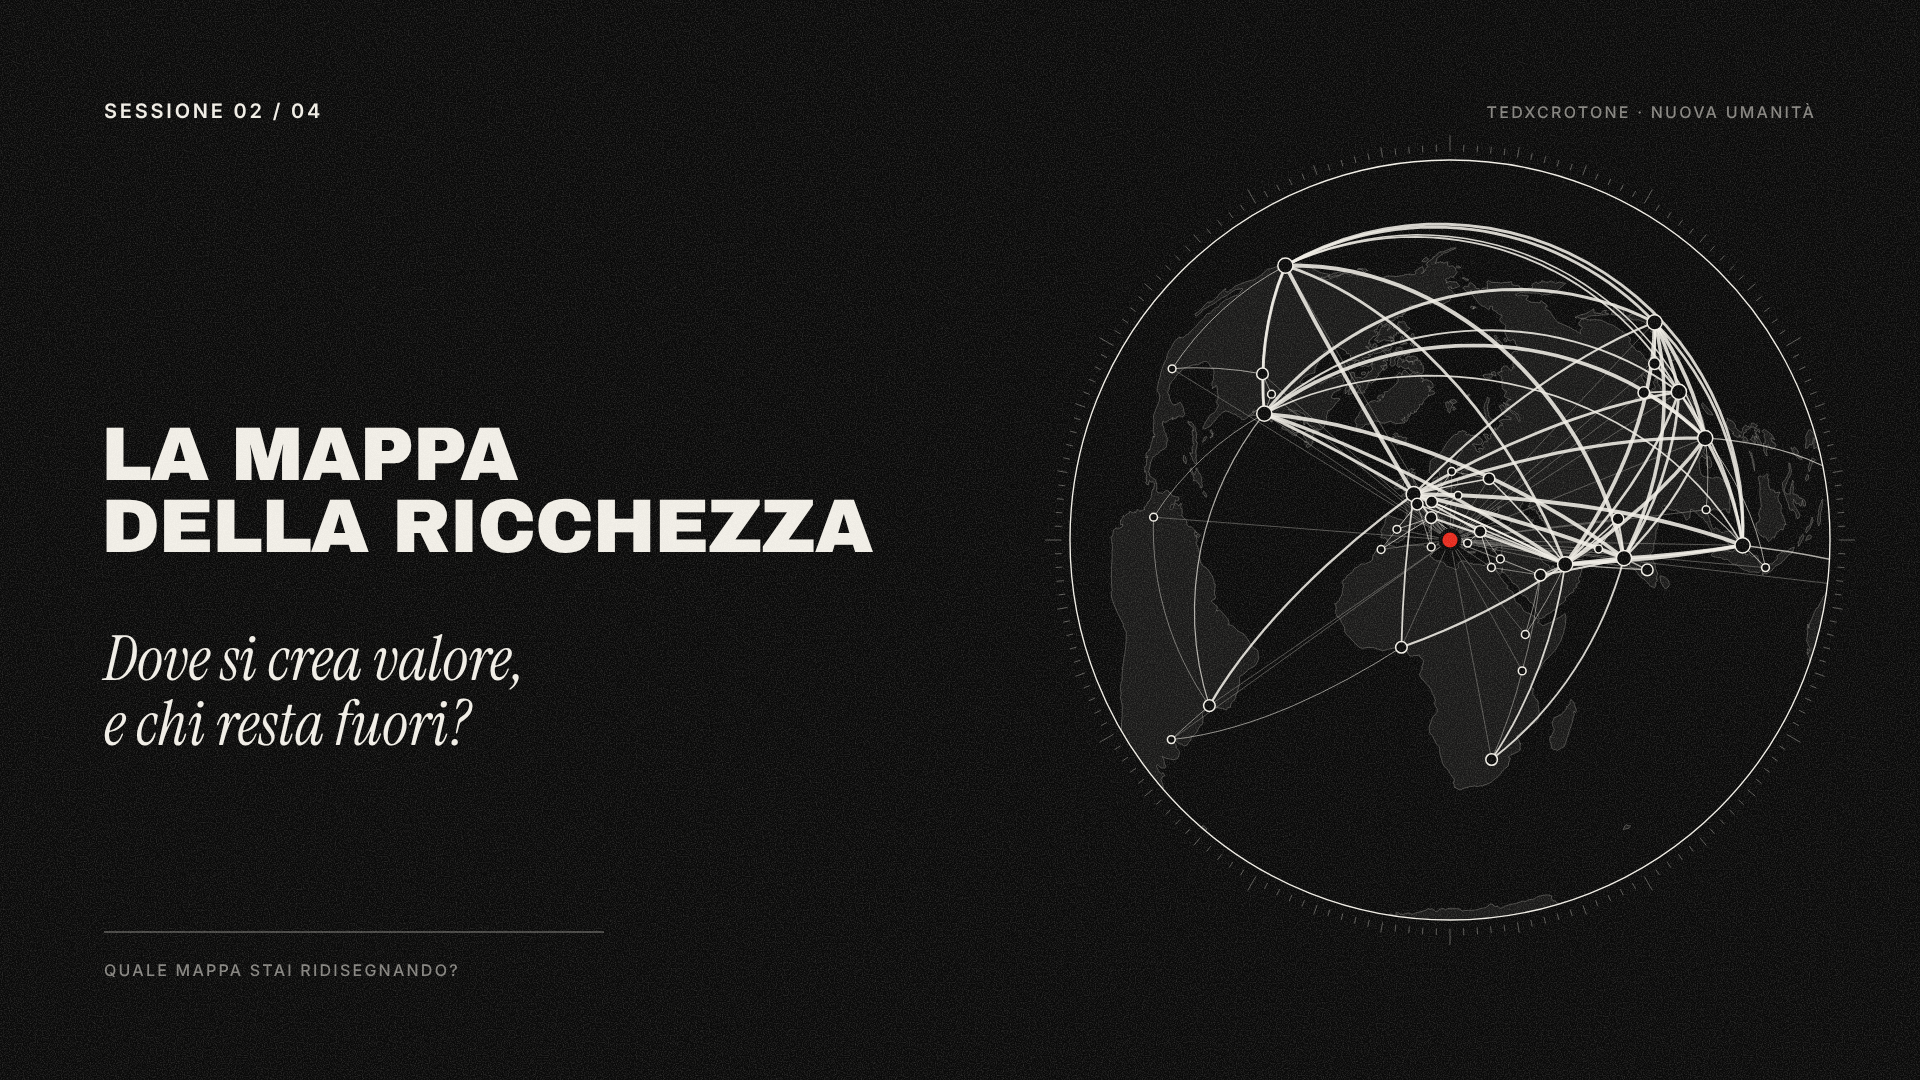 SESSIONE 02 / 04
TEDXCROTONE · NUOVA UMANITÀ
LA MAPPA
DELLA RICCHEZZA
Dove si crea valore,
e chi resta fuori?
QUALE MAPPA STAI RIDISEGNANDO?